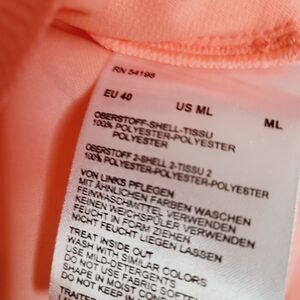 RN 54198
EU 40 US ML ML
OBERSTOFF-SHELL-TISSU
100% POLYESTER-POLYESTER
OBERSTOFF 2-SHELL 2-TISSU 2
100% POLYESTER-POLYESTER-POLYESTER
VON LINKS PFLEGEN
MIT ÄHNLICHEN FARBEN WASCHEN
FEINWASCHMITTEL VERWENDEN
KEINEN WEICHSPÜLER VERWENDEN
FEUCHT IN FORM ZIEHEN
NICHT FEUCHT LIEGEN LASSEN
TREAT INSIDE OUT
WASH WITH SIMILAR COLORS
USE MILD DETERGENTS
DO NOT USE FABRIC
SHAPE IN MOIST
DO NOT KEEP IN